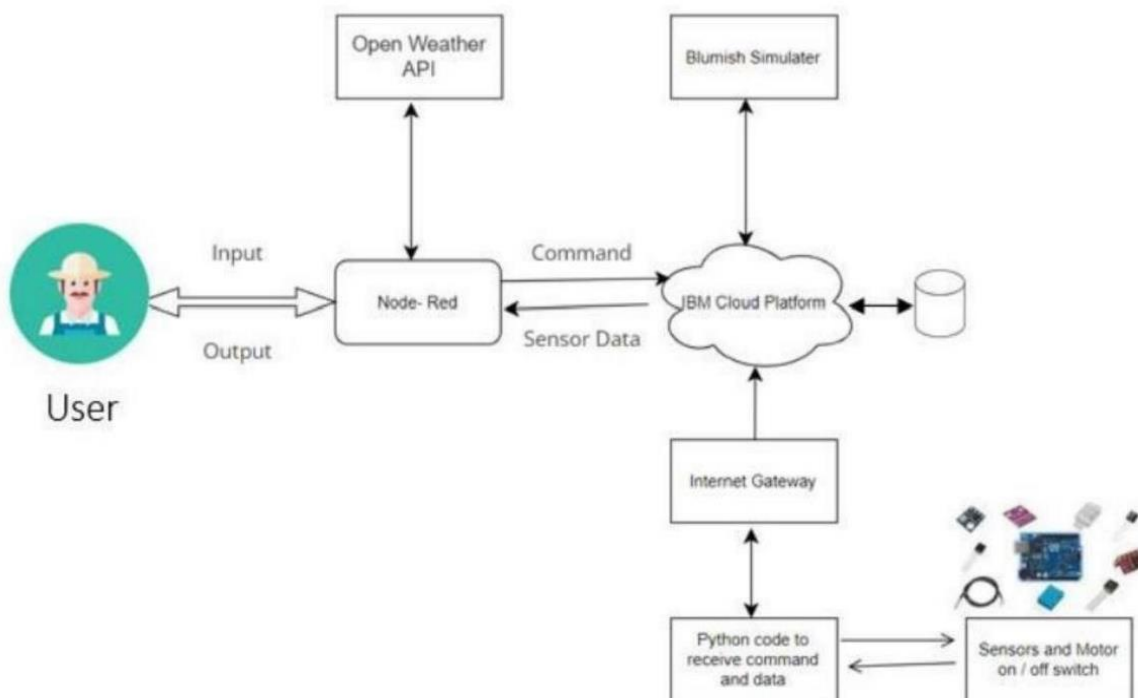 Open Weather
API
Blumish Simulater
Input
Command
Node- Red
IBM Cloud Platform
Output
Sensor Data
User
Internet Gateway
Python code to
receive command
and data
Sensors and Motor
on / off switch